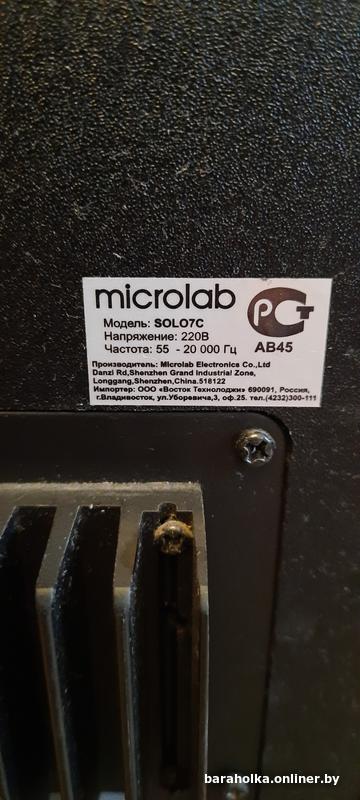 microlab
Модель: SOLO7C
Напряжение: 220В
Частота: 55 - 20 000 Гц
РСТ
АВ45
Производитель: Microlab Electronics Co.,Ltd
Danzi Rd,Shenzhen Grand Industrial Zone,
Longgang,Shenzhen,China.518122
Импортер: ООО «Восток Технолоджи» 690091, Россия,
г.Владивосток, ул.Уборевича, 3, оф.25. тел.(4232)300-111
baraholka.onliner.by